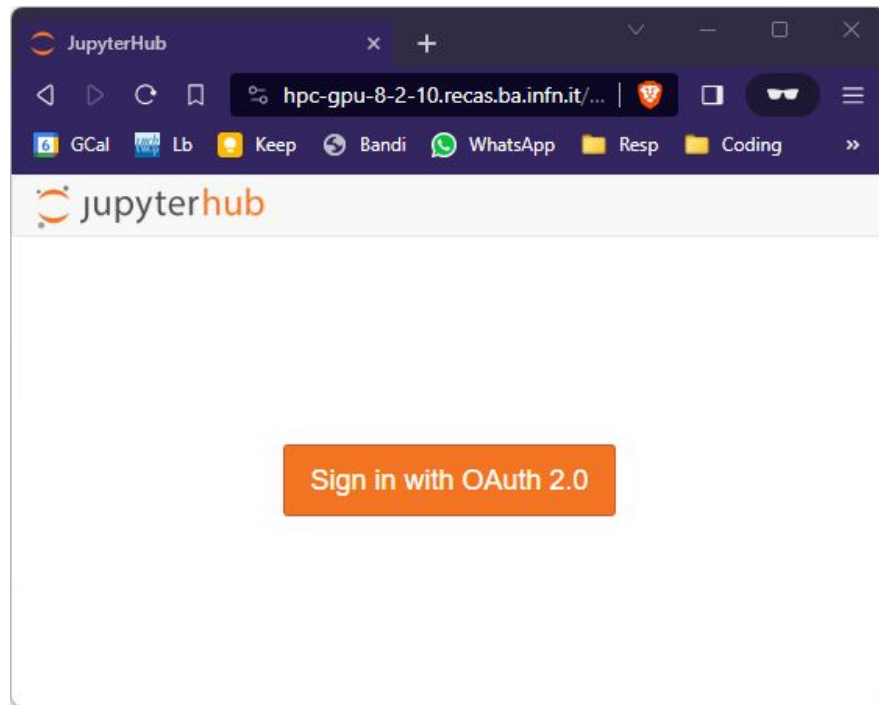 JupyterHub
hpc-gpu-8-2-10.recas.ba.infn.it/...
6 GCal Lb Keep Bandi WhatsApp Resp Coding »
jupyterhub
Sign in with OAuth 2.0